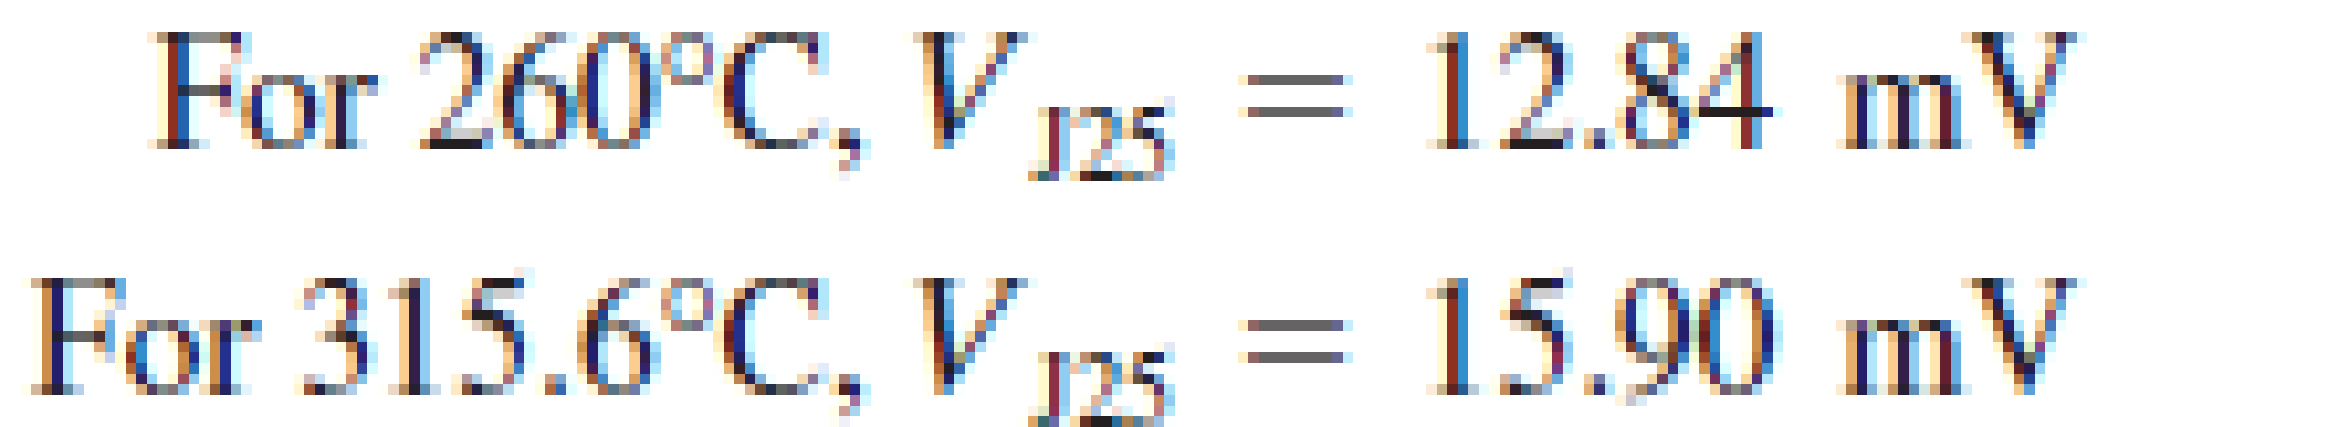 For 260°C, VJ25 = 12.84 mV
For 315.6°C, VJ25 = 15.90 mV